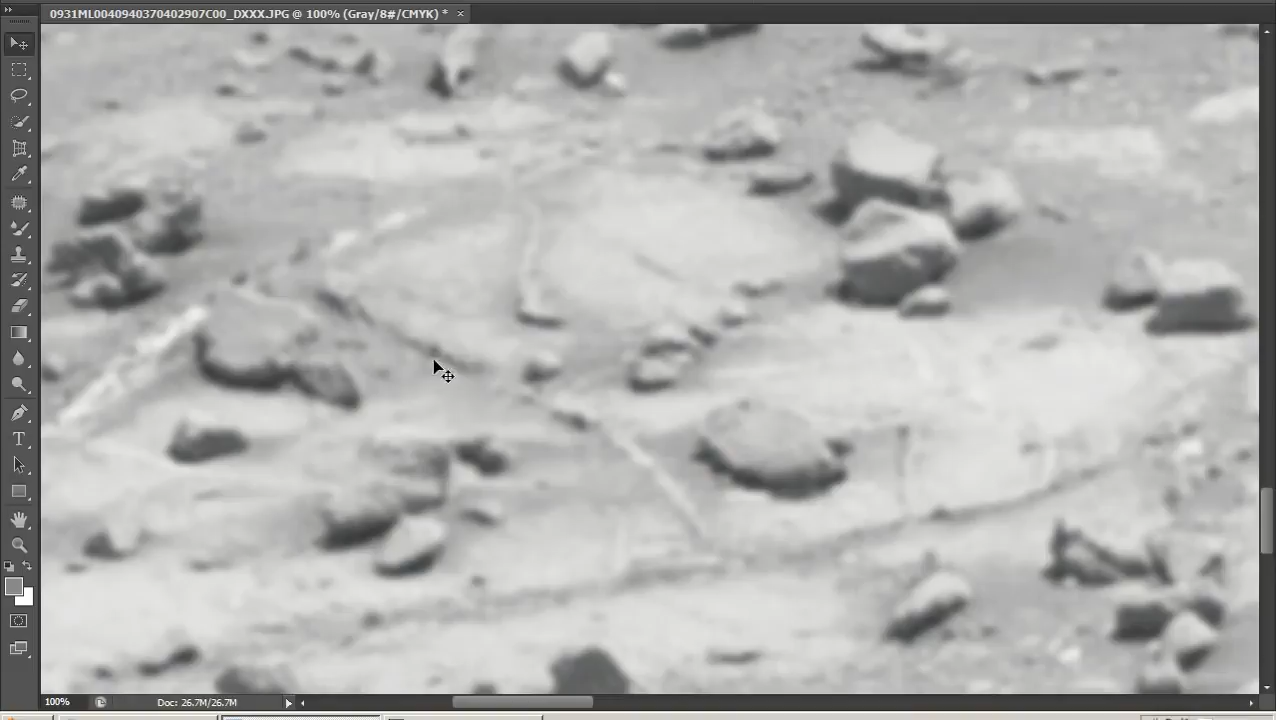 0931ML0040940370402907C00_DXXX.JPG @ 100% (Gray/8#/CMYK) * ×
T
100% Doc: 26.7M/26.7M